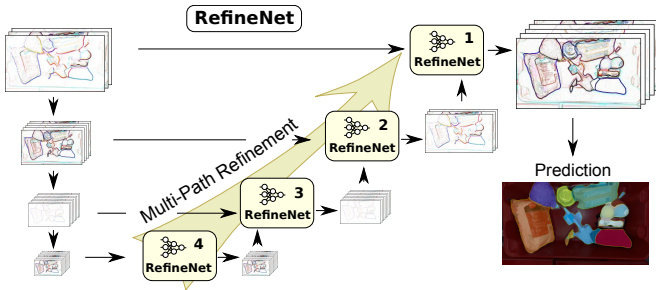 RefineNet
1
RefineNet
2
RefineNet
Multi-Path Refinement
3
RefineNet
4
RefineNet
Prediction